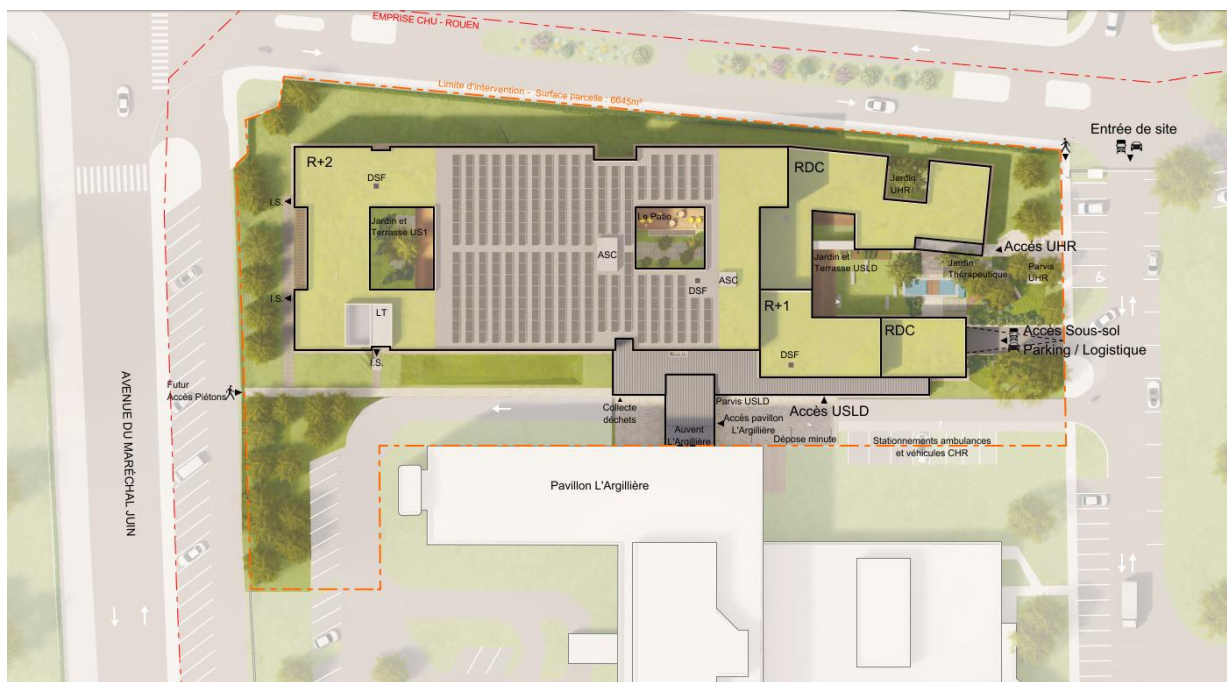 EMPRISE CHU - ROUEN
Limite d'intervention - Surface parcelle : 6645m²
Entrée de site
R+2
RDC
DSF
Jardin
UHR
I.S.
Jardin et
Terrasse US1
Le Patio
Accés UHR
ASC
Jardin et
Terrasse USLD
Jardin
Thérapeutique
Parvis
UHR
DSF
ASC
I.S.
LT
R+1
RDC
Accès Sous-sol
Parking / Logistique
I.S.
DSF
Futur
Accès Piétons
Collecte
déchets
Parvis USLD
Accès USLD
Accès pavillon
L'Argillière
Auvent
L'Argillière
Dépose minute
Stationnements ambulances
et véhicules CHR
Pavillon L'Argillière
AVENUE DU MARÉCHAL JUIN